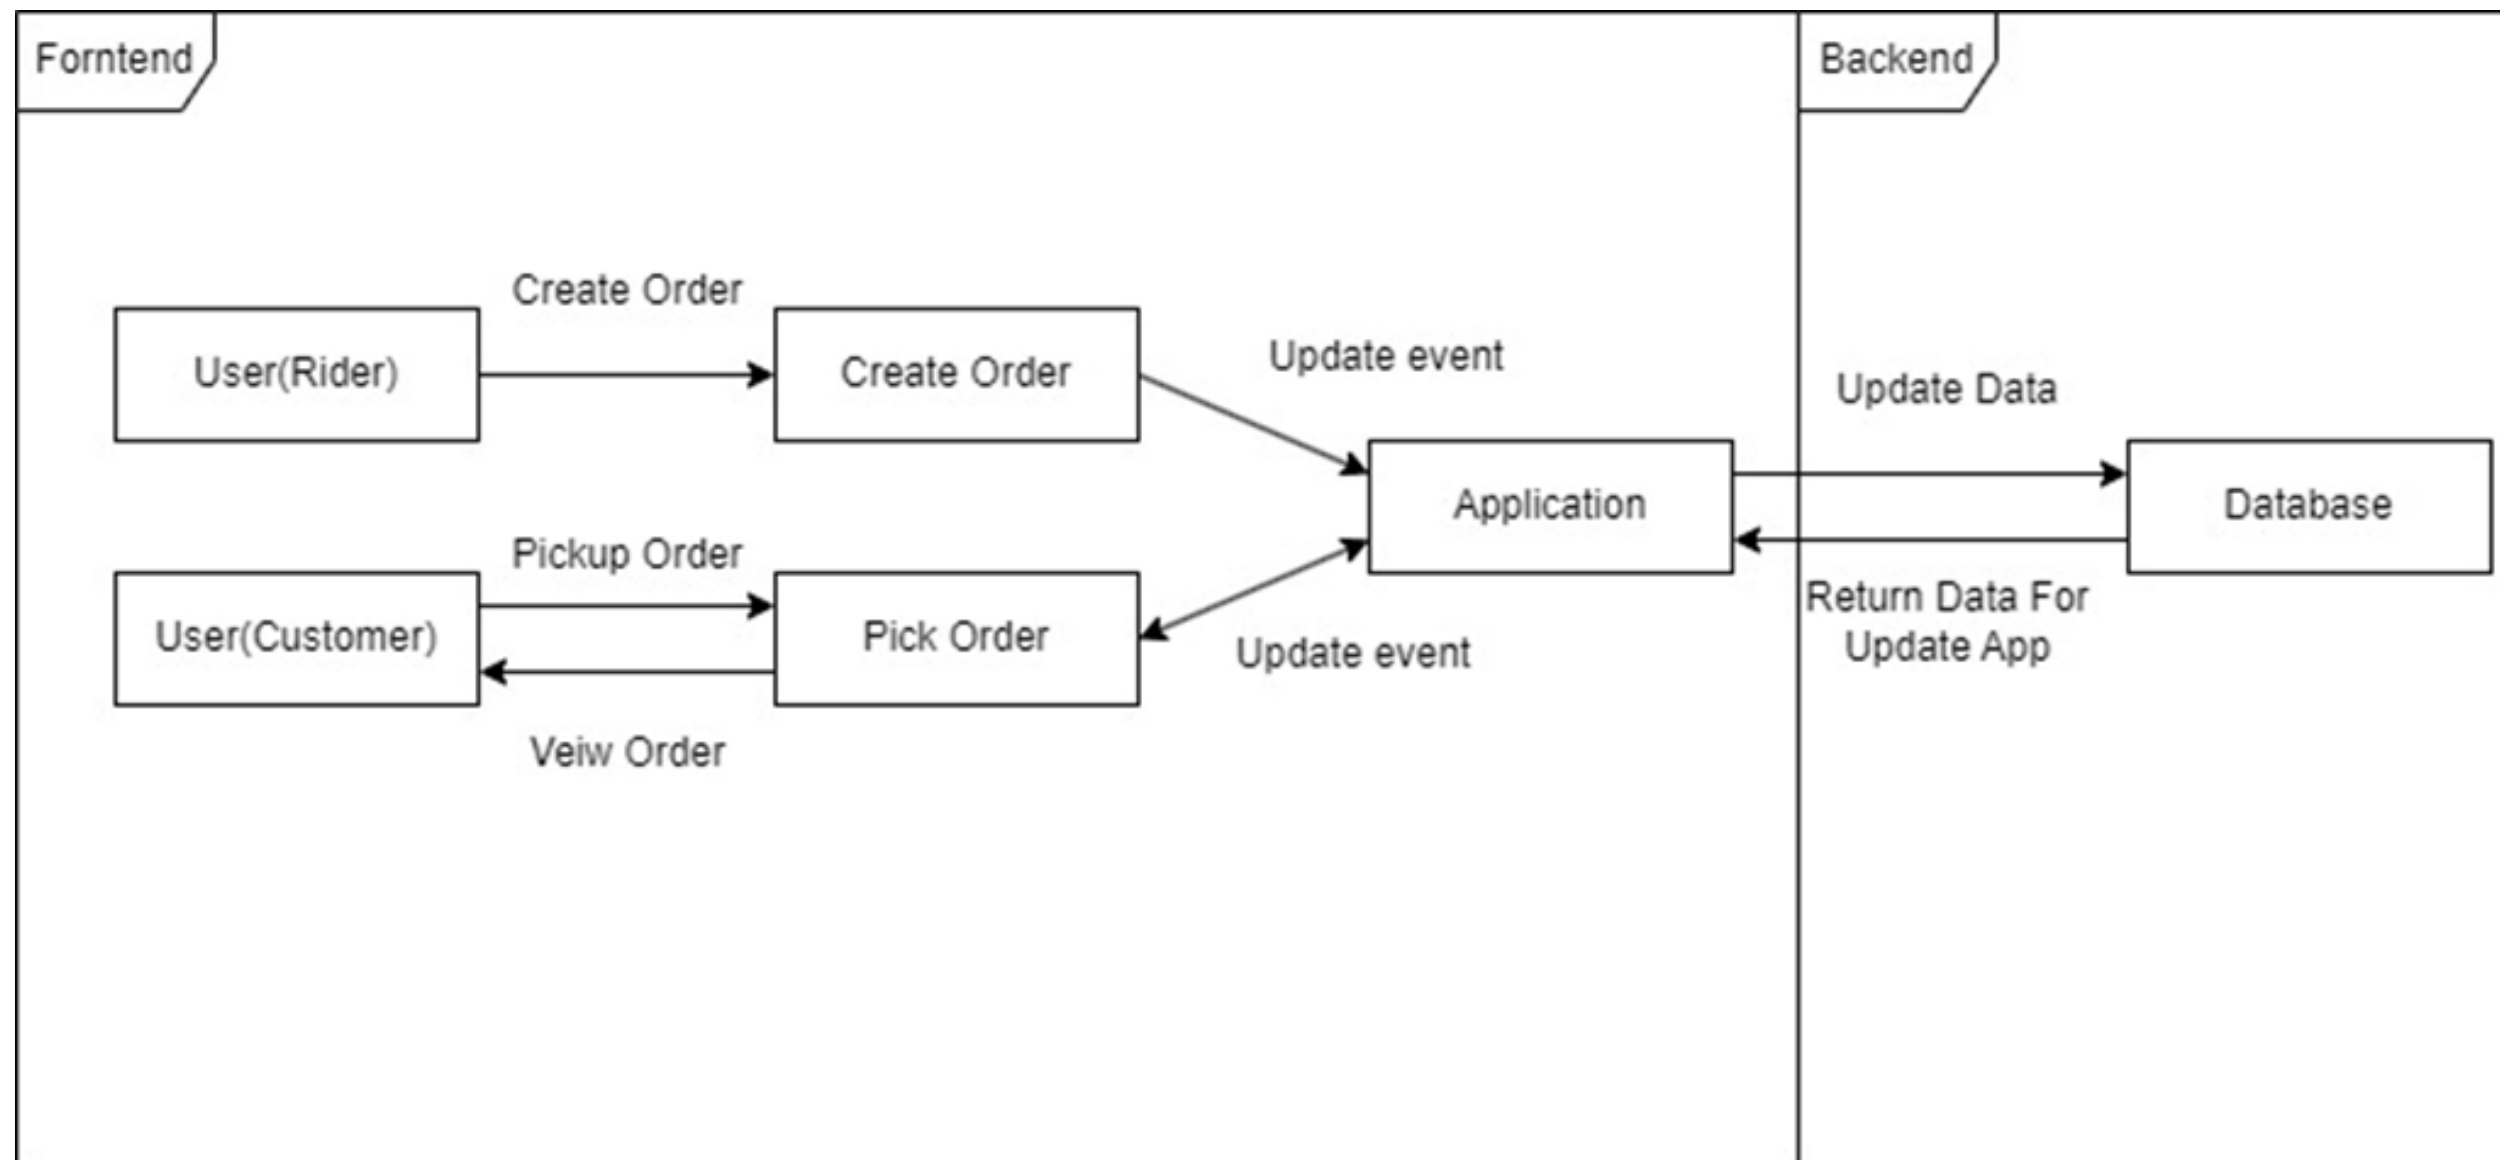 Forntend
Backend
Create Order
User(Rider)
Create Order
Update event
Update Data
Application
Database
Pickup Order
User(Customer)
Pick Order
Update event
Return Data For
Update App
Veiw Order